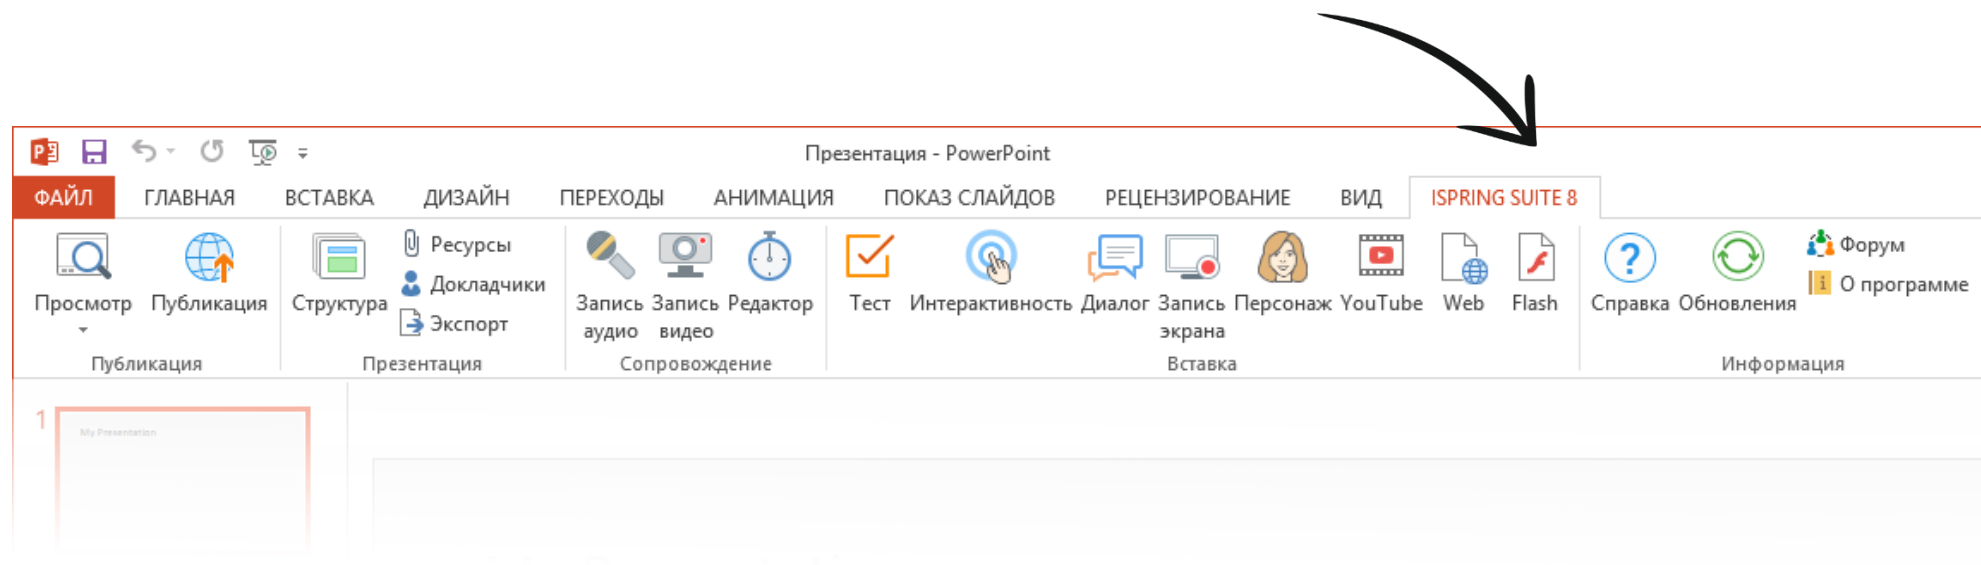 Презентация - PowerPoint
ФАЙЛ ГЛАВНАЯ ВСТАВКА ДИЗАЙН ПЕРЕХОДЫ АНИМАЦИЯ ПОКАЗ СЛАЙДОВ РЕЦЕНЗИРОВАНИЕ ВИД ISPRING SUITE 8
Просмотр Публикация
Публикация
Структура
Ресурсы
Докладчики
Экспорт
Презентация
Запись аудио
Запись видео
Редактор
Сопровождение
Тест Интерактивность Диалог
Запись экрана
Персонаж YouTube Web Flash
Вставка
Справка Обновления
Форум
О программе
Информация
1
My Presentation